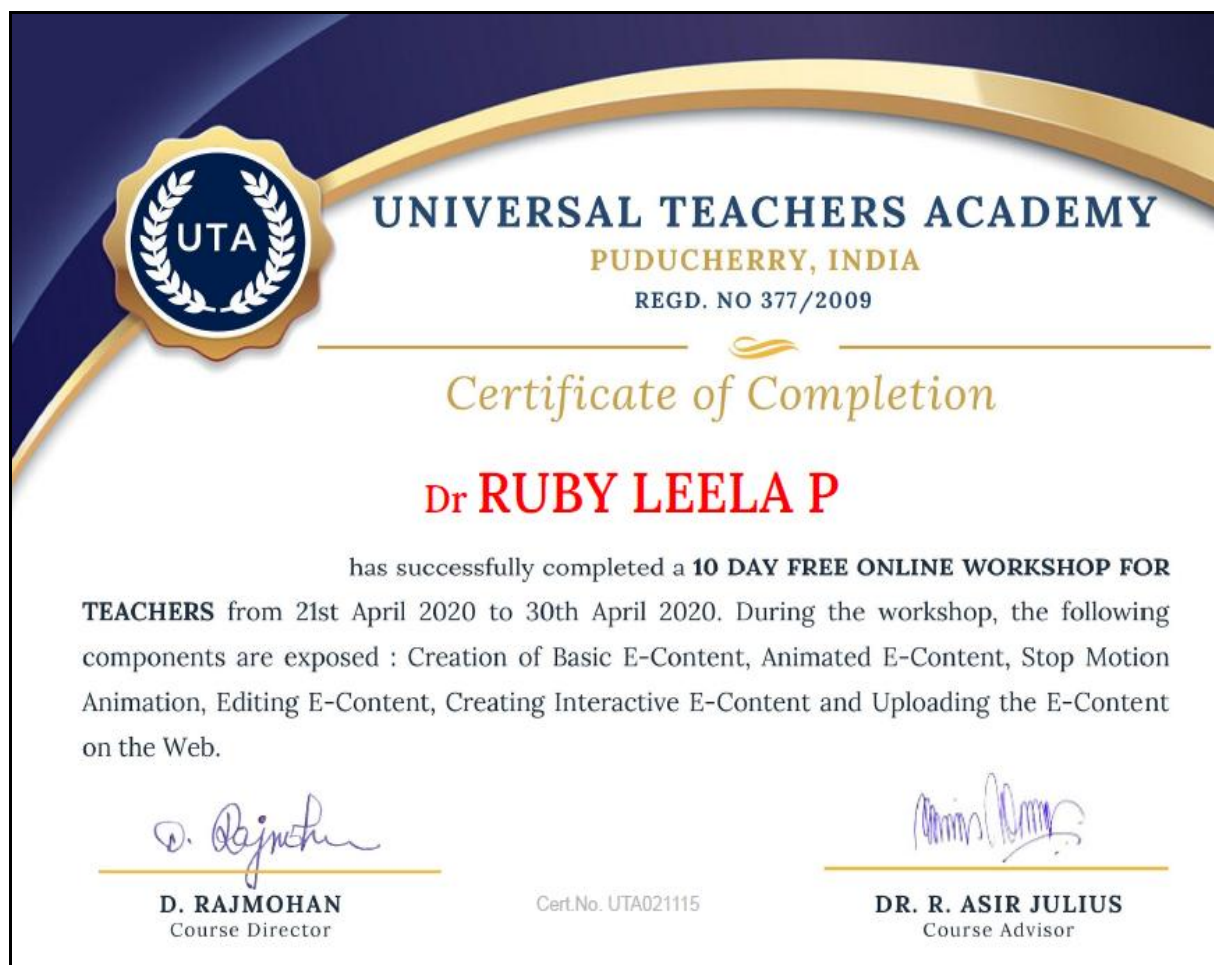 UTA
UNIVERSAL TEACHERS ACADEMY
PUDUCHERRY, INDIA
REGD. NO 377/2009
Certificate of Completion
Dr RUBY LEELA P
has successfully completed a 10 DAY FREE ONLINE WORKSHOP FOR
TEACHERS from 21st April 2020 to 30th April 2020. During the workshop, the following
components are exposed : Creation of Basic E-Content, Animated E-Content, Stop Motion
Animation, Editing E-Content, Creating Interactive E-Content and Uploading the E-Content
on the Web.
D. Rajmohan
D. RAJMOHAN
Course Director
Cert.No. UTA021115
DR. R. ASIR JULIUS
Course Advisor